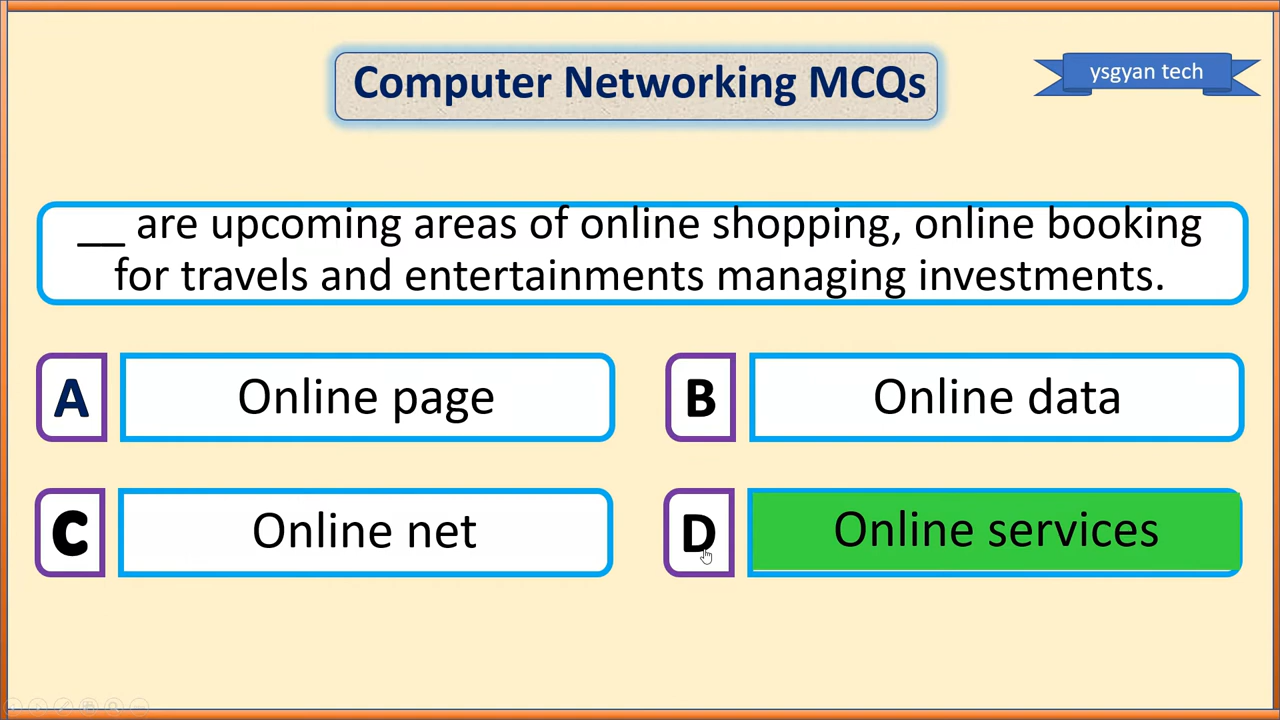 Computer Networking MCQs
ysgyan tech
__ are upcoming areas of online shopping, online booking
for travels and entertainments managing investments.
A
Online page
B
Online data
C
Online net
D
Online services